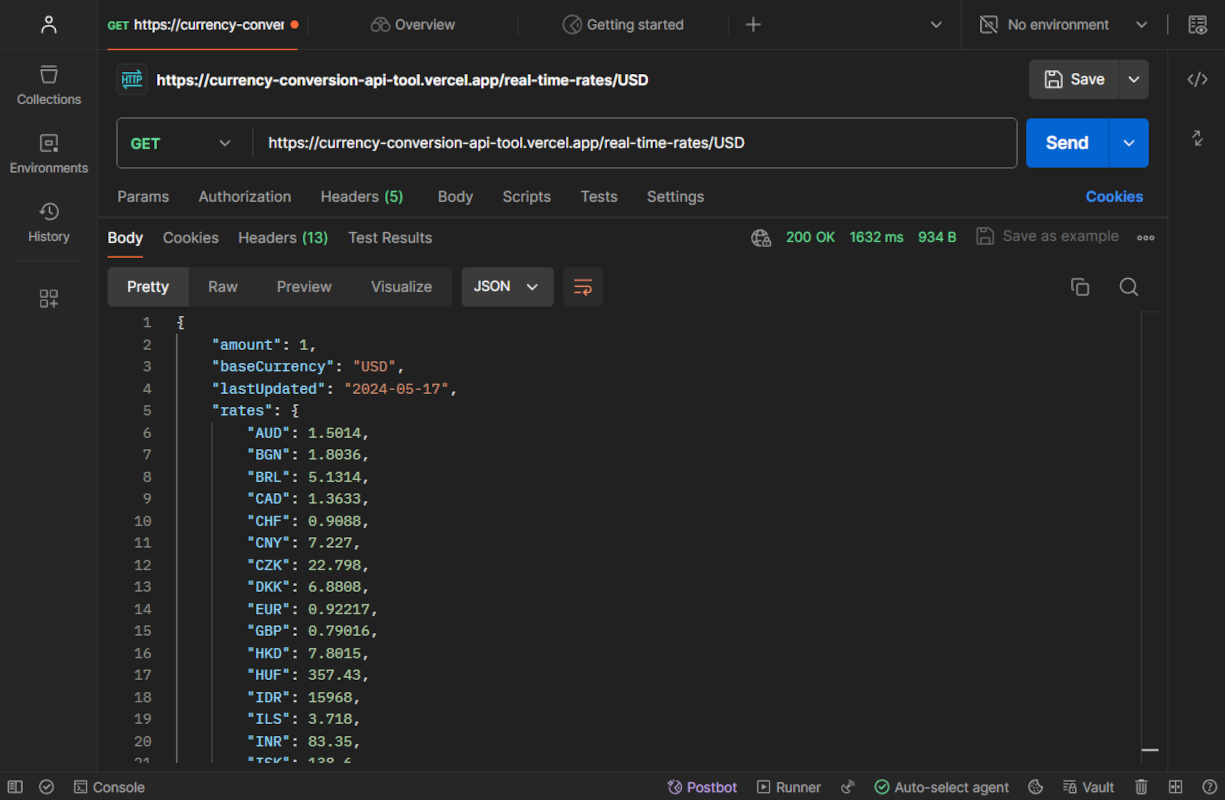 GET https://currency-conver
Overview
Getting started
No environment
Collections
Environments
History
HTTP https://currency-conversion-api-tool.vercel.app/real-time-rates/USD
Save
GET https://currency-conversion-api-tool.vercel.app/real-time-rates/USD
Send
Params Authorization Headers (5) Body Scripts Tests Settings Cookies
Body Cookies Headers (13) Test Results 200 OK 1632 ms 934 B Save as example
Pretty Raw Preview Visualize JSON
1 {
2 "amount": 1,
3 "baseCurrency": "USD",
4 "lastUpdated": "2024-05-17",
5 "rates": {
6 "AUD": 1.5014,
7 "BGN": 1.8036,
8 "BRL": 5.1314,
9 "CAD": 1.3633,
10 "CHF": 0.9088,
11 "CNY": 7.227,
12 "CZK": 22.798,
13 "DKK": 6.8808,
14 "EUR": 0.92217,
15 "GBP": 0.79016,
16 "HKD": 7.8015,
17 "HUF": 357.43,
18 "IDR": 15968,
19 "ILS": 3.718,
20 "INR": 83.35,
21 "ISK": 138.6,
Console Postbot Runner Auto-select agent Vault